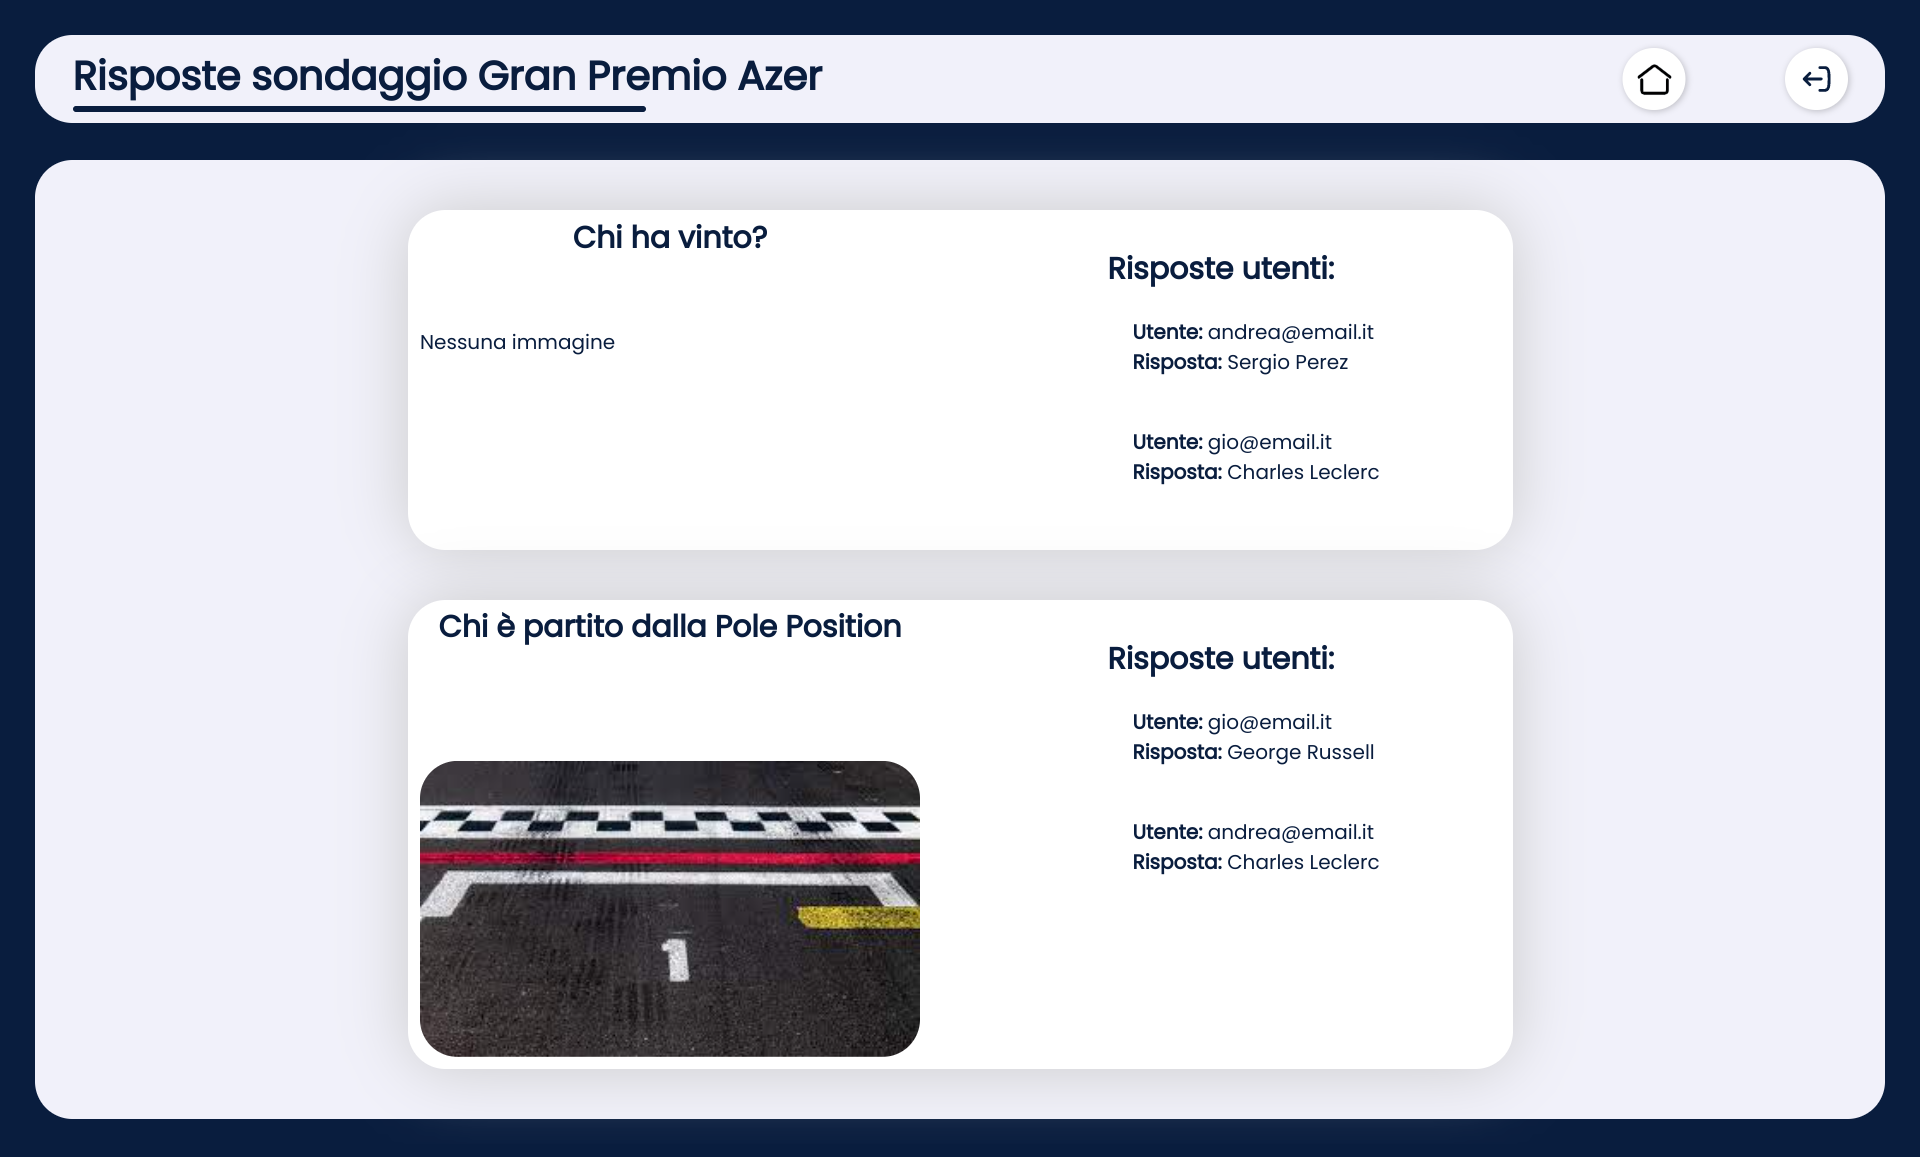 Risposte sondaggio Gran Premio Azer
Chi ha vinto?
Nessuna immagine
Risposte utenti:
Utente: andrea@email.it
Risposta: Sergio Perez
Utente: gio@email.it
Risposta: Charles Leclerc
Chi è partito dalla Pole Position
1
Risposte utenti:
Utente: gio@email.it
Risposta: George Russell
Utente: andrea@email.it
Risposta: Charles Leclerc